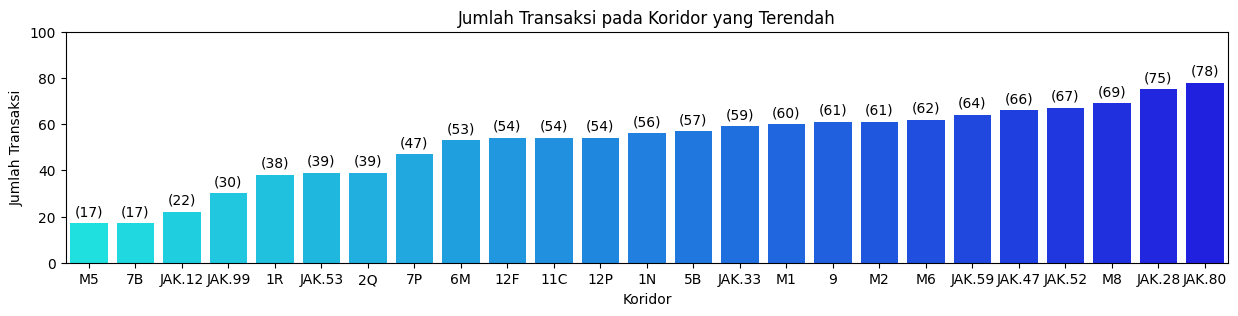 Jumlah Transaksi pada Koridor yang Terendah
Jumlah Transaksi
100
80
60
40
20
0
(17) (17) (22) (30) (38) (39) (39) (47) (53) (54) (54) (54) (56) (57) (59) (60) (61) (61) (62) (64) (66) (67) (69) (75) (78)
M5 7B JAK.12 JAK.99 1R JAK.53 2Q 7P 6M 12F 11C 12P 1N 5B JAK.33 M1 9 M2 M6 JAK.59 JAK.47 JAK.52 M8 JAK.28 JAK.80
Koridor